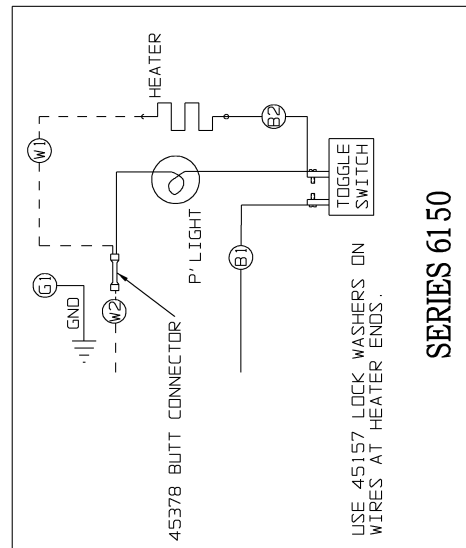 HEATER
W1
B2
P'LIGHT
TOGGLE
SWITCH
G1
GND
W2
B1
45378 BUTT CONNECTOR
USE 45157 LOCK WASHERS ON
WIRES AT HEATER ENDS.
SERIES 6150